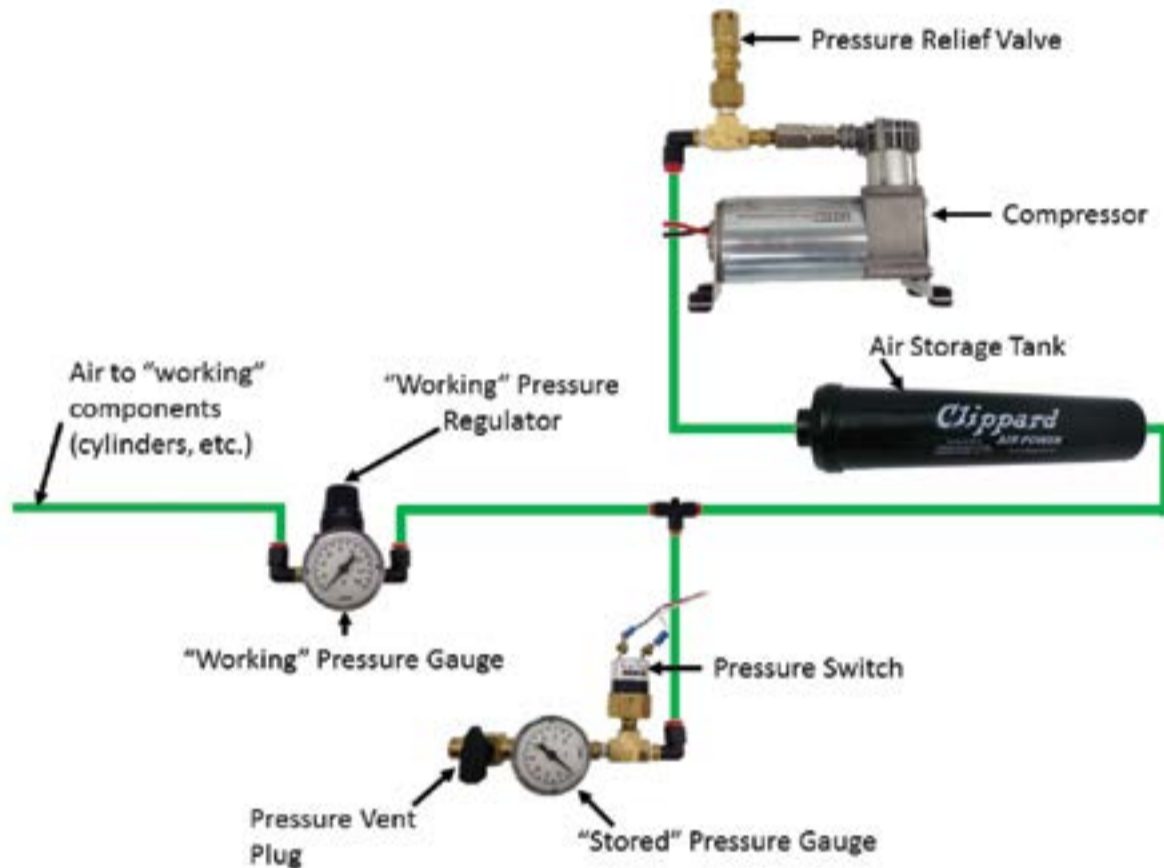 Pressure Relief Valve
Compressor
Air Storage Tank
Clippard
AIR POWER
Air to “working”
components
(cylinders, etc.)
“Working” Pressure
Regulator
“Working” Pressure Gauge
Pressure Switch
Pressure Vent
Plug
“Stored” Pressure Gauge